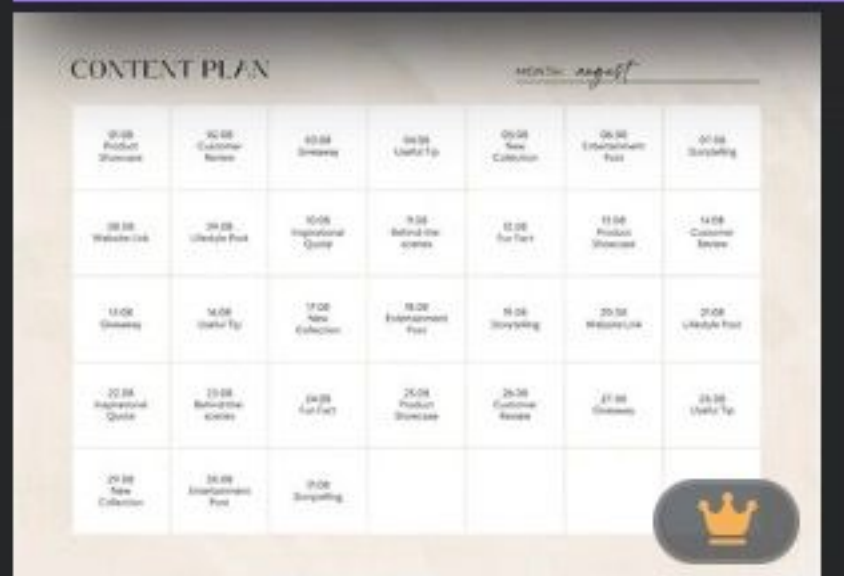 CONTENT PLAN
MONTH: august
01.08
Product
Showcase
02.08
Customer
Review
03.08
Giveaway
04.08
Useful Tip
05.08
New
Collection
06.08
Entertainment
Post
07.08
Storytelling
08.08
Website Link
09.08
Lifestyle Post
10.08
Inspirational
Quote
11.08
Behind the
scenes
12.08
Fun Fact
13.08
Product
Showcase
14.08
Customer
Review
15.08
Giveaway
16.08
Useful Tip
17.08
New
Collection
18.08
Entertainment
Post
19.08
Storytelling
20.08
Website Link
21.08
Lifestyle Post
22.08
Inspirational
Quote
23.08
Behind the
scenes
24.08
Fun Fact
25.08
Product
Showcase
26.08
Customer
Review
27.08
Giveaway
28.08
Useful Tip
29.08
New
Collection
30.08
Entertainment
Post
31.08
Storytelling